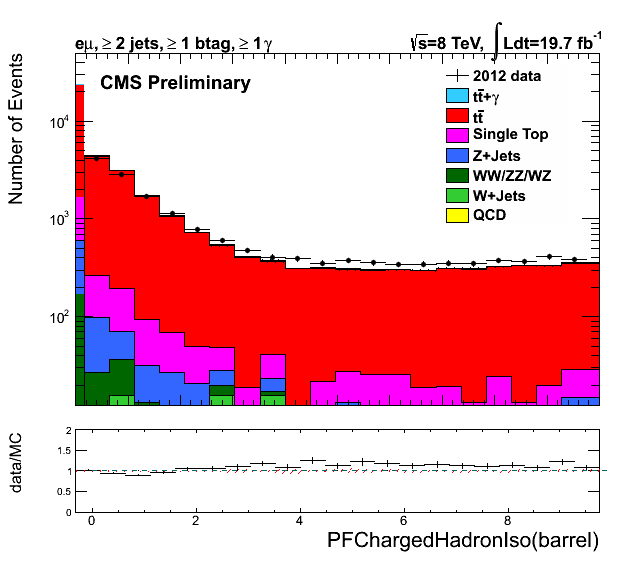 eμ, ≥ 2 jets, ≥ 1 btag, ≥ 1 γ
√s=8 TeV, ∫Ldt=19.7 fb⁻¹
CMS Preliminary
2012 data
tt̄+γ
tt̄
Single Top
Z+Jets
WW/ZZ/WZ
W+Jets
QCD
Number of Events
10⁴
10³
10²
data/MC
2
1.5
1
0.5
0
0 2 4 6 8
PFChargedHadronIso(barrel)